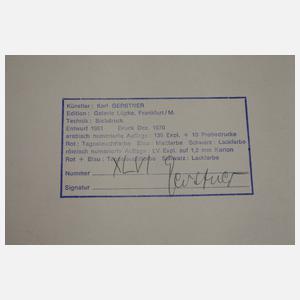 Künstler : Karl GERSTNER
Edition : Galerie Lüpke, Frankfurt/M.
Technik : Siebdruck
Entwurf 1961 Druck Dez. 1970
arabisch numerierte Auflage : 135 Expl. + 10 Probedrucke
Rot : Tagesleuchtfarbe Blau : Mattfarbe Schwarz : Lackfarbe
römisch numerierte Auflage : LV Expl. auf 1,2 mm Karton
Rot + Blau : Tagesleuchtfarbe Schwarz : Lackfarbe
Nummer XLVI
Signatur Gerstner